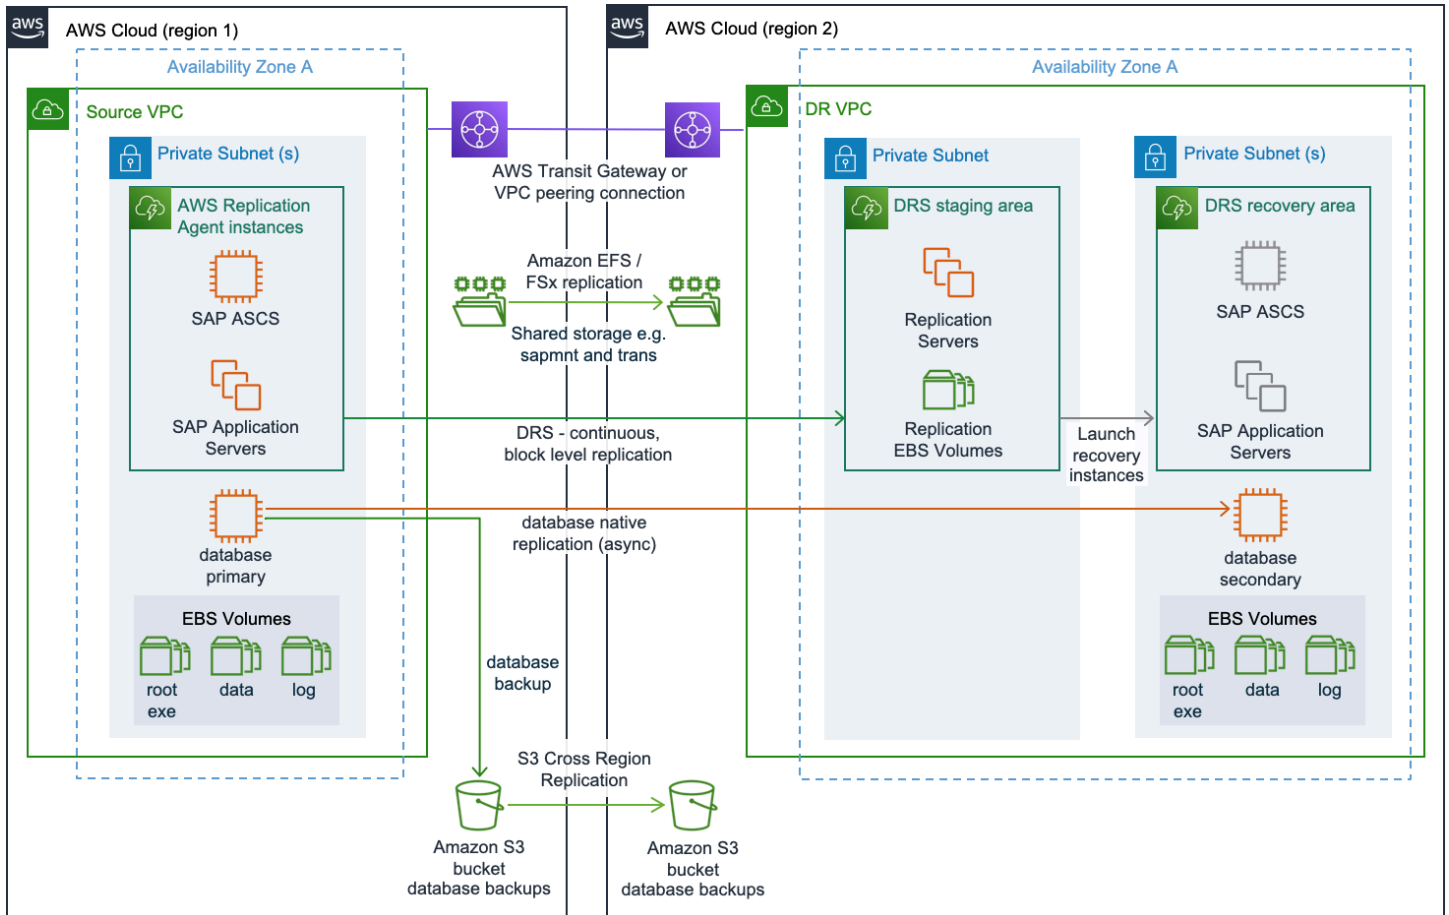 aws
AWS Cloud (region 1)
Availability Zone A
Source VPC
Private Subnet (s)
AWS Replication
Agent instances
SAP ASCS
SAP Application
Servers
database
primary
EBS Volumes
root
exe
data
log
AWS Transit Gateway or
VPC peering connection
Amazon EFS /
FSx replication
Shared storage e.g.
sapmnt and trans
DRS - continuous,
block level replication
database native
replication (async)
database
backup
S3 Cross Region
Replication
Amazon S3
bucket
database backups
Amazon S3
bucket
database backups
aws
AWS Cloud (region 2)
Availability Zone A
DR VPC
Private Subnet
DRS staging area
Replication
Servers
Replication
EBS Volumes
Launch
recovery
instances
Private Subnet (s)
DRS recovery area
SAP ASCS
SAP Application
Servers
database
secondary
EBS Volumes
root
exe
data
log